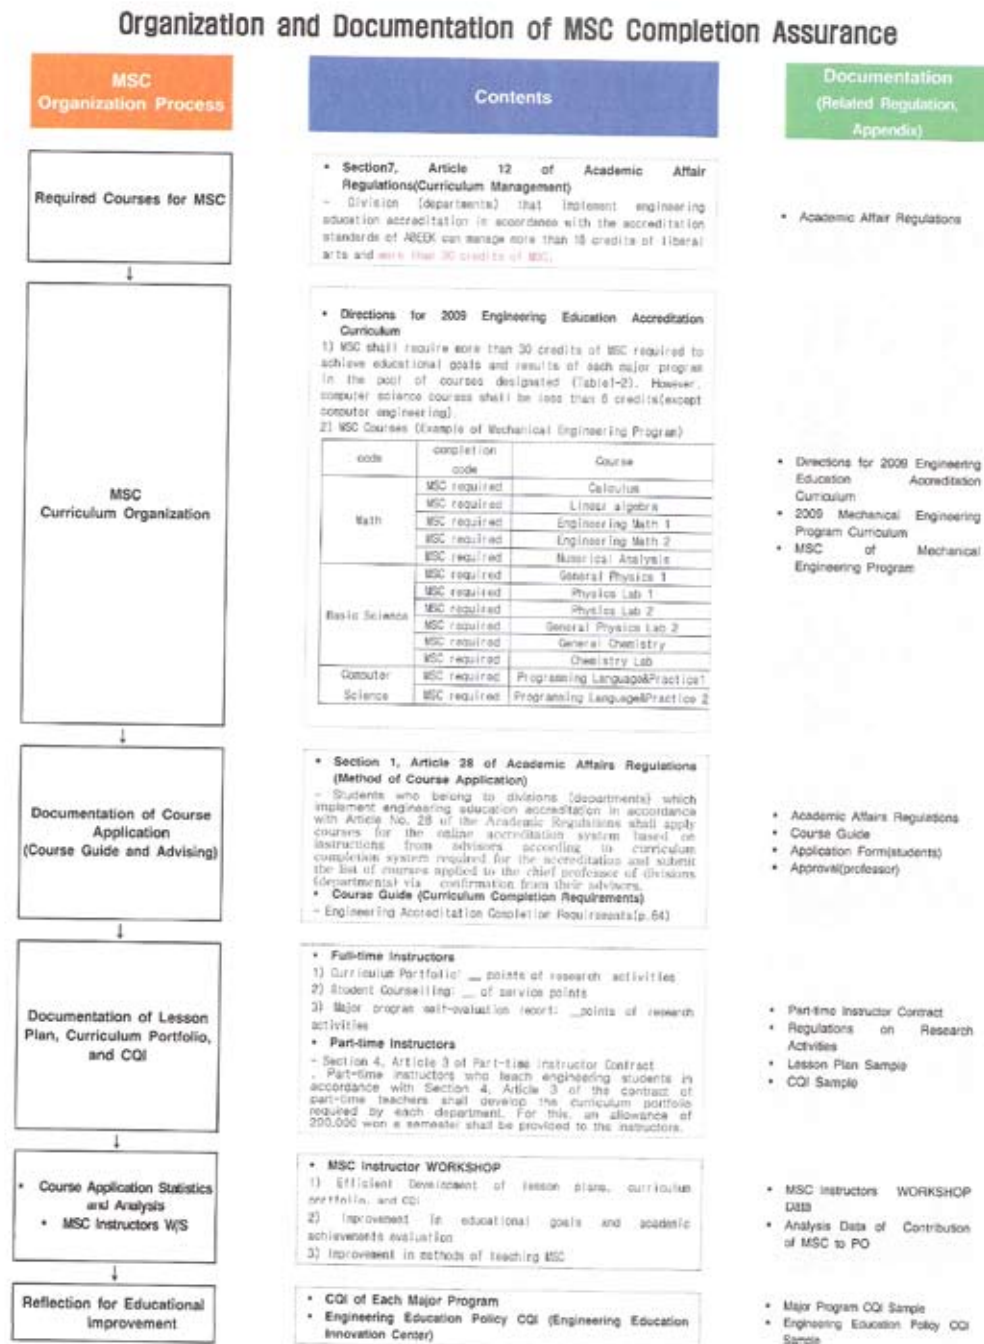 Organization and Documentation of MSC Completion Assurance
MSC
Organization Process
Contents
Documentation
(Related Regulation,
Appendix)
Required Courses for MSC
• Section7, Article 12 of Academic Affair
Regulations(Curriculum Management)
- Division (departments) that implement engineering
education accreditation in accordance with the accreditation
standards of ABEEK can manage more than 18 credits of liberal
arts and more than 30 credits of MSC.
• Academic Affair Regulations
MSC
Curriculum Organization
• Directions for 2009 Engineering Education Accreditation
Curriculum
1) MSC shall require more than 30 credits of MSC required to
achieve educational goals and results of each major program
in the pool of courses designated (Table1-2). However,
computer science courses shall be less than 6 credits(except
computer engineering).
2) MSC Courses (Example of Mechanical Engineering Program)
code
completion
code
Course
Math
MSC required Calculus
MSC required Linear algebra
MSC required Engineering Math 1
MSC required Engineering Math 2
MSC required Numerical Analysis
Basic Science
MSC required General Physics 1
MSC required Physics Lab 1
MSC required Physics Lab 2
MSC required General Physics Lab 2
MSC required General Chemistry
MSC required Chemistry Lab
Computer
Science
MSC required Programming Language&Practice1
MSC required Programming Language&Practice 2
• Directions for 2009 Engineering
Education Accreditation
Curriculum
• 2009 Mechanical Engineering
Program Curriculum
• MSC of Mechanical
Engineering Program
Documentation of Course
Application
(Course Guide and Advising)
• Section 1, Article 28 of Academic Affairs Regulations
(Method of Course Application)
- Students who belong to divisions (departments) which
implement engineering education accreditation in accordance
with Article No. 28 of the Academic Regulations shall apply
courses for the online accreditation system based on
instructions from advisors according to curriculum
completion system required for the accreditation and submit
the list of courses applied to the chief professor of divisions
(departments) via confirmation from their advisors.
• Course Guide (Curriculum Completion Requirements)
- Engineering Accreditation Completion Requirements(p.64)
• Academic Affairs Regulations
• Course Guide
• Application Form(students)
• Approval(professor)
Documentation of Lesson
Plan, Curriculum Portfolio,
and CQI
• Full-time Instructors
1) Curriculum Portfolio: __ points of research activities
2) Student Counselling: __ of service points
3) Major program self-evaluation report: __points of research
activities
• Part-time Instructors
- Section 4, Article 3 of Part-time Instructor Contract
. Part-time instructors who teach engineering students in
accordance with Section 4, Article 3 of the contract of
part-time teachers shall develop the curriculum portfolio
required by each department. For this, an allowance of
200,000 won a semester shall be provided to the instructors.
• Part-time Instructor Contract
• Regulations on Research
Activities
• Lesson Plan Sample
• CQI Sample
• Course Application Statistics
and Analysis
• MSC Instructors W/S
• MSC Instructor WORKSHOP
1) Efficient Development of lesson plans, curriculum
portfolio, and CQI
2) Improvement in educational goals and academic
achievements evaluation
3) Improvement in methods of teaching MSC
• MSC Instructors WORKSHOP
Data
• Analysis Data of Contribution
of MSC to PO
Reflection for Educational
Improvement
• CQI of Each Major Program
• Engineering Education Policy CQI (Engineering Education
Innovation Center)
• Major Program CQI Sample
• Engineering Education Policy CQI
Sample